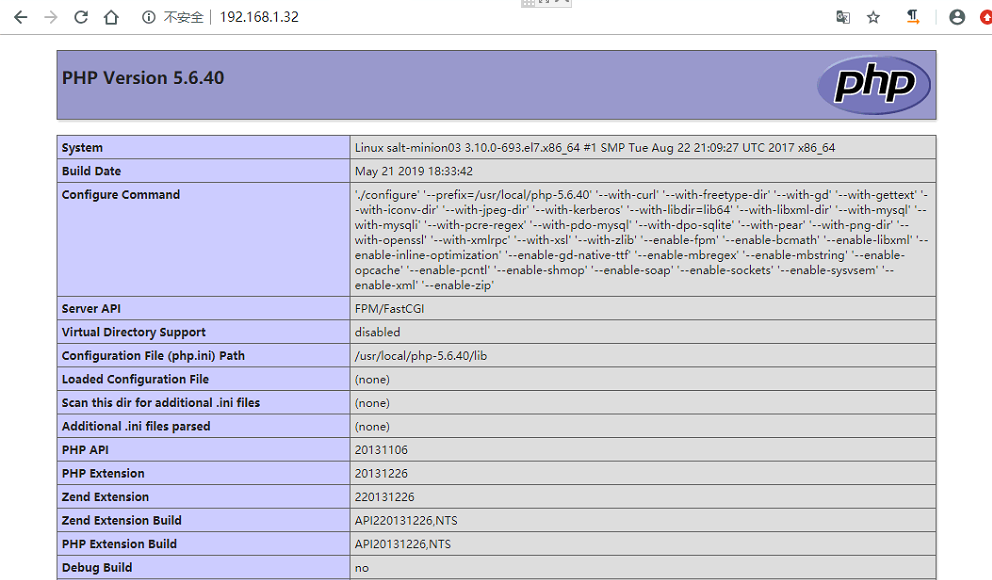 不安全 192.168.1.32
PHP Version 5.6.40
php
System Linux salt-minion03 3.10.0-693.el7.x86_64 #1 SMP Tue Aug 22 21:09:27 UTC 2017 x86_64
Build Date May 21 2019 18:33:42
Configure Command './configure' '--prefix=/usr/local/php-5.6.40' '--with-curl' '--with-freetype-dir' '--with-gd' '--with-gettext' '-
-with-iconv-dir' '--with-jpeg-dir' '--with-kerberos' '--with-libdir=lib64' '--with-libxml-dir' '--with-mysql' '--
with-mysqli' '--with-pcre-regex' '--with-pdo-mysql' '--with-dpo-sqlite' '--with-pear' '--with-png-dir' '--
with-openssl' '--with-xmlrpc' '--with-xsl' '--with-zlib' '--enable-fpm' '--enable-bcmath' '--enable-libxml' '--
enable-inline-optimization' '--enable-gd-native-ttf' '--enable-mbregex' '--enable-mbstring' '--enable-
opcache' '--enable-pcntl' '--enable-shmop' '--enable-soap' '--enable-sockets' '--enable-sysvsem' '--
enable-xml' '--enable-zip'
Server API FPM/FastCGI
Virtual Directory Support disabled
Configuration File (php.ini) Path /usr/local/php-5.6.40/lib
Loaded Configuration File (none)
Scan this dir for additional .ini files (none)
Additional .ini files parsed (none)
PHP API 20131106
PHP Extension 20131226
Zend Extension 220131226
Zend Extension Build API220131226,NTS
PHP Extension Build API20131226,NTS
Debug Build no